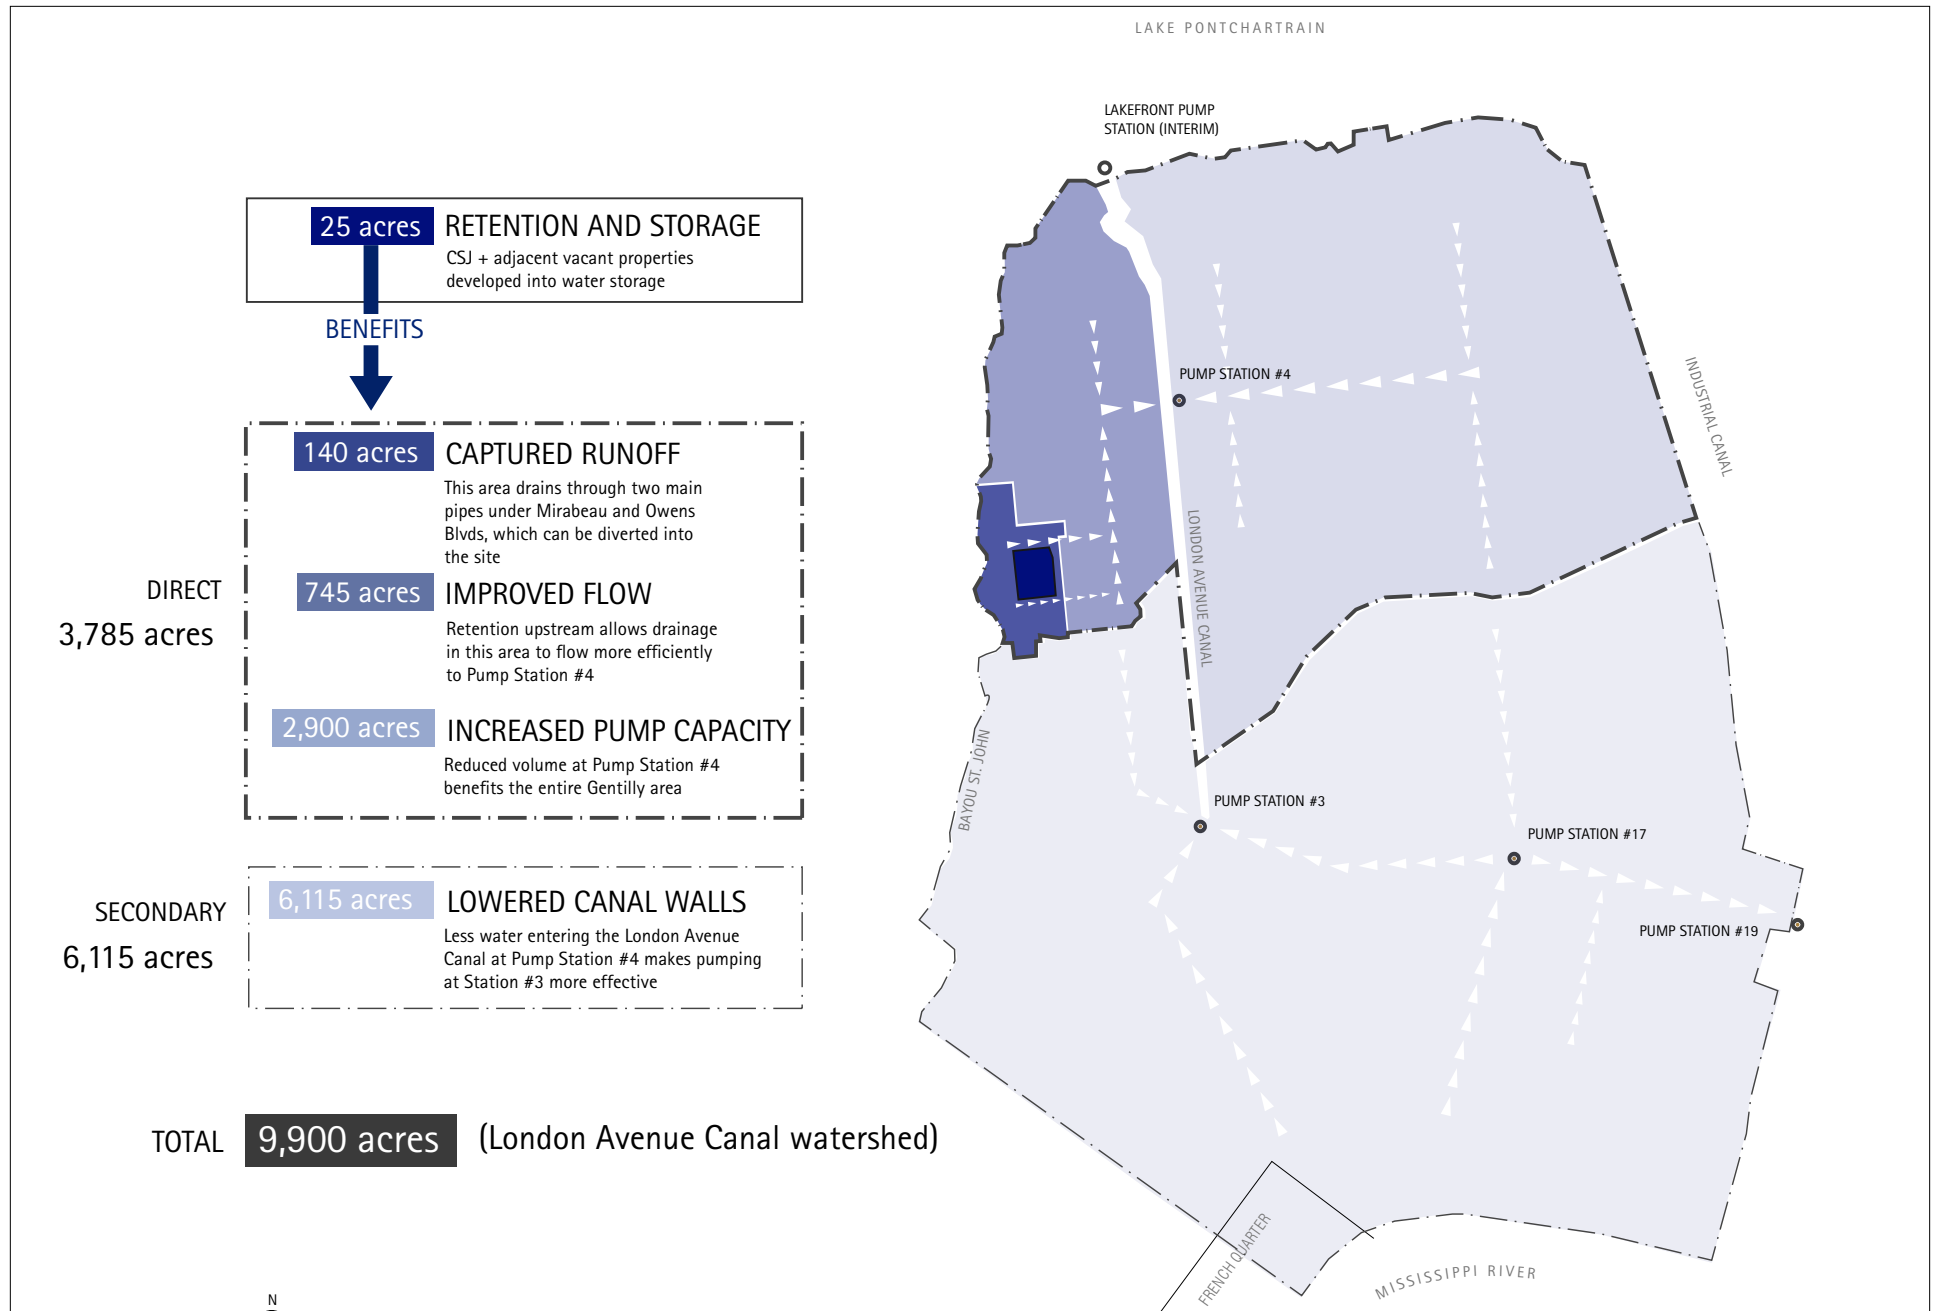 LAKE PONTCHARTRAIN
LAKEFRONT PUMP
STATION (INTERIM)
25 acres
RETENTION AND STORAGE
CSJ + adjacent vacant properties
developed into water storage
BENEFITS
140 acres
CAPTURED RUNOFF
This area drains through two main
pipes under Mirabeau and Owens
Blvds, which can be diverted into
the site
DIRECT
3,785 acres
745 acres
IMPROVED FLOW
Retention upstream allows drainage
in this area to flow more efficiently
to Pump Station #4
2,900 acres
INCREASED PUMP CAPACITY
Reduced volume at Pump Station #4
benefits the entire Gentilly area
SECONDARY
6,115 acres
6,115 acres
LOWERED CANAL WALLS
Less water entering the London Avenue
Canal at Pump Station #4 makes pumping
at Station #3 more effective
TOTAL
9,900 acres
(London Avenue Canal watershed)
N
PUMP STATION #4
INDUSTRIAL CANAL
LONDON AVENUE CANAL
BAYOU ST. JOHN
PUMP STATION #3
PUMP STATION #17
PUMP STATION #19
FRENCH QUARTER
MISSISSIPPI RIVER